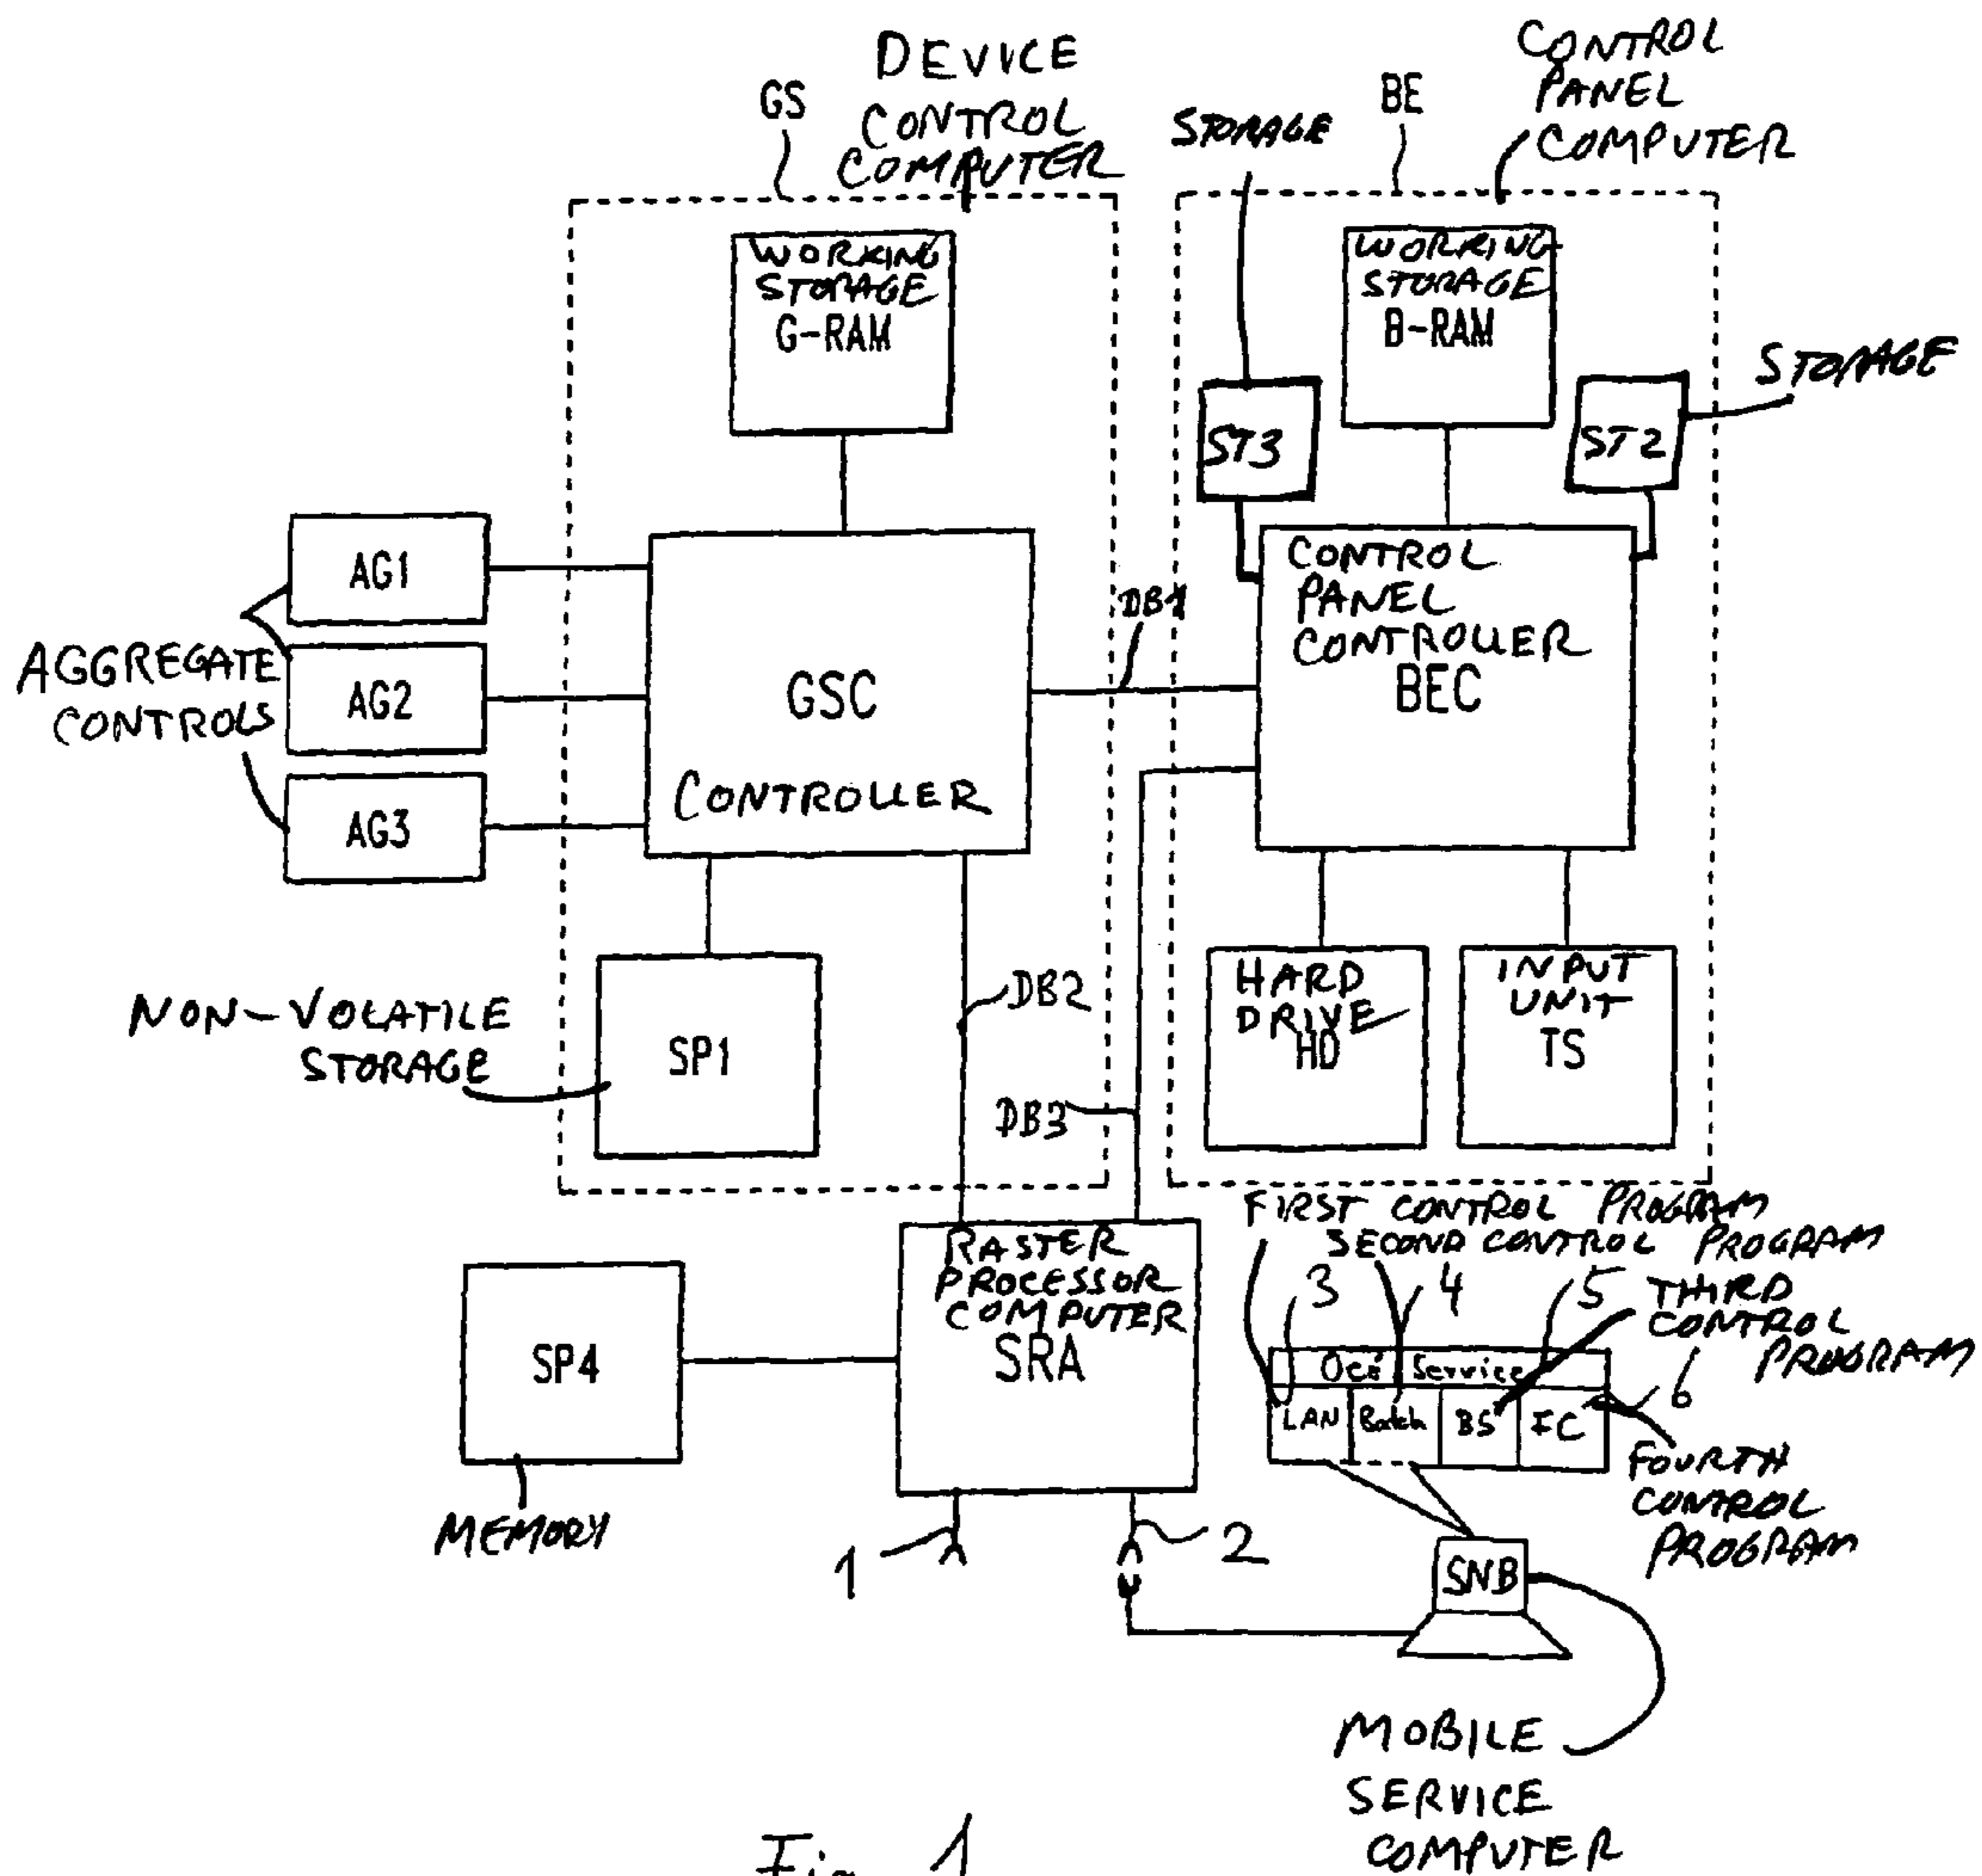 DEVICE
CONTROL
COMPUTER
GS
STORAGE
BE
CONTROL
PANEL
COMPUTER
WORKING
STORAGE
G-RAM
WORKING
STORAGE
B-RAM
STORAGE
ST3
ST2
AG1
AG2
AG3
AGGREGATE
CONTROLS
GSC
CONTROLLER
DB1
CONTROL
PANEL
CONTROLLER
BEC
NON-VOLATILE
STORAGE
SP1
DB2
DB3
HARD
DRIVE
HD
INPUT
UNIT
TS
FIRST CONTROL PROGRAM
SECOND CONTROL PROGRAM
3
4
5
THIRD
CONTROL
PROGRAM
6
RASTER
PROCESSOR
COMPUTER
SRA
SP4
MEMORY
Océ Service
LAN
Batch
BS
IC
FOURTH
CONTROL
PROGRAM
1
2
SNB
MOBILE
SERVICE
COMPUTER
Fig. 1